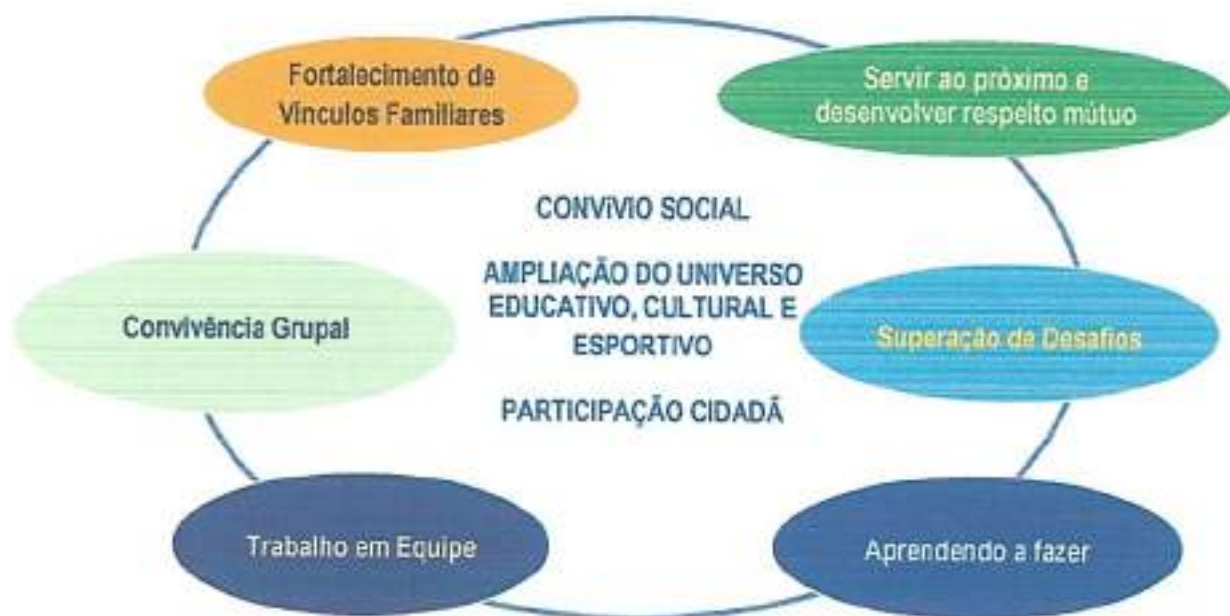 Fortalecimento de
Vínculos Familiares
Servir ao próximo e
desenvolver respeito mútuo
CONVÍVIO SOCIAL
AMPLIAÇÃO DO UNIVERSO
EDUCATIVO, CULTURAL E
ESPORTIVO
PARTICIPAÇÃO CIDADÃ
Convivência Grupal
Superação de Desafios
Trabalho em Equipe
Aprendendo a fazer